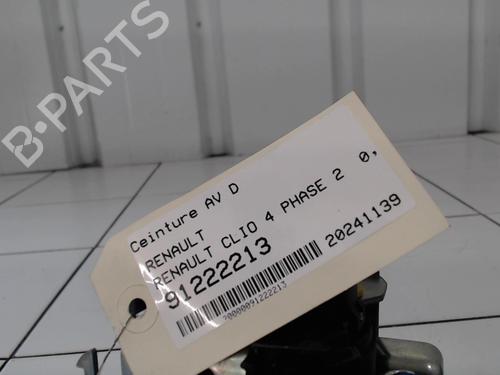 B-PARTS
Ceinture AV D
RENAULT
RENAULT CLIO 4 PHASE 2 0,
91222213
20241139